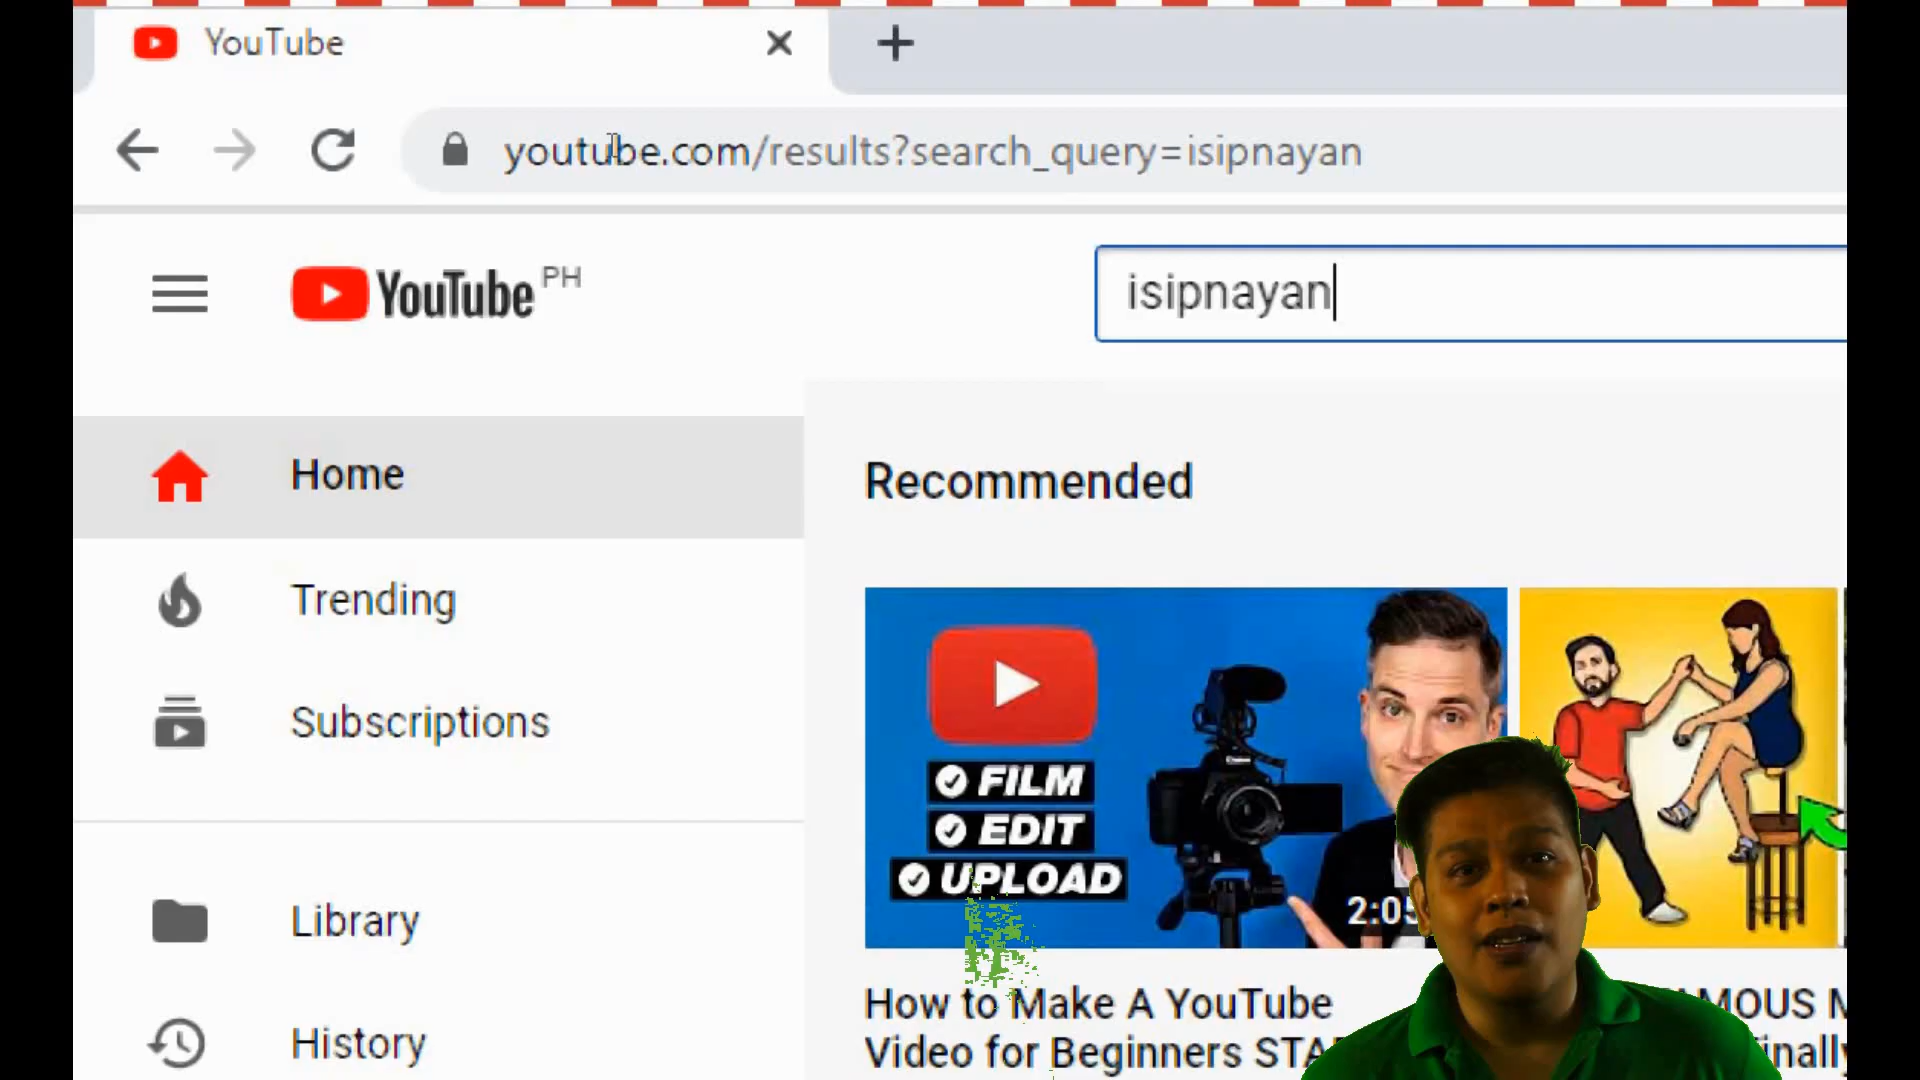 YouTube
youtube.com/results?search_query=isipnayan
YouTube PH
isipnayan
Home
Recommended
Trending
Subscriptions
FILM
EDIT
UPLOAD
Library
History
How to Make A YouTube
Video for Beginners